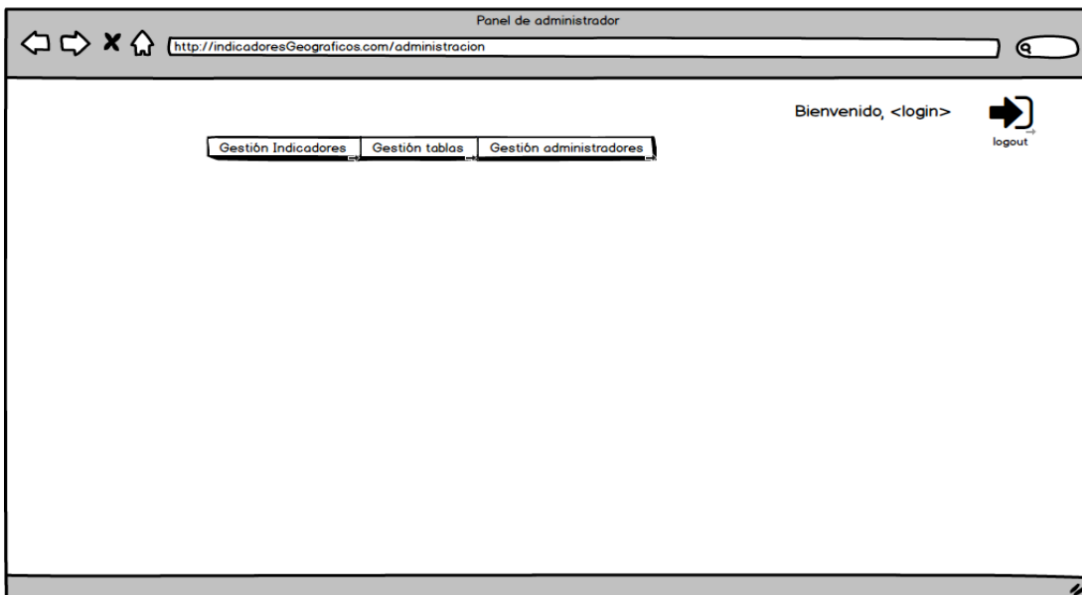 Panel de administrador
http://indicadoresGeograficos.com/administracion
Bienvenido, <login>
logout
Gestión Indicadores
Gestión tablas
Gestión administradores